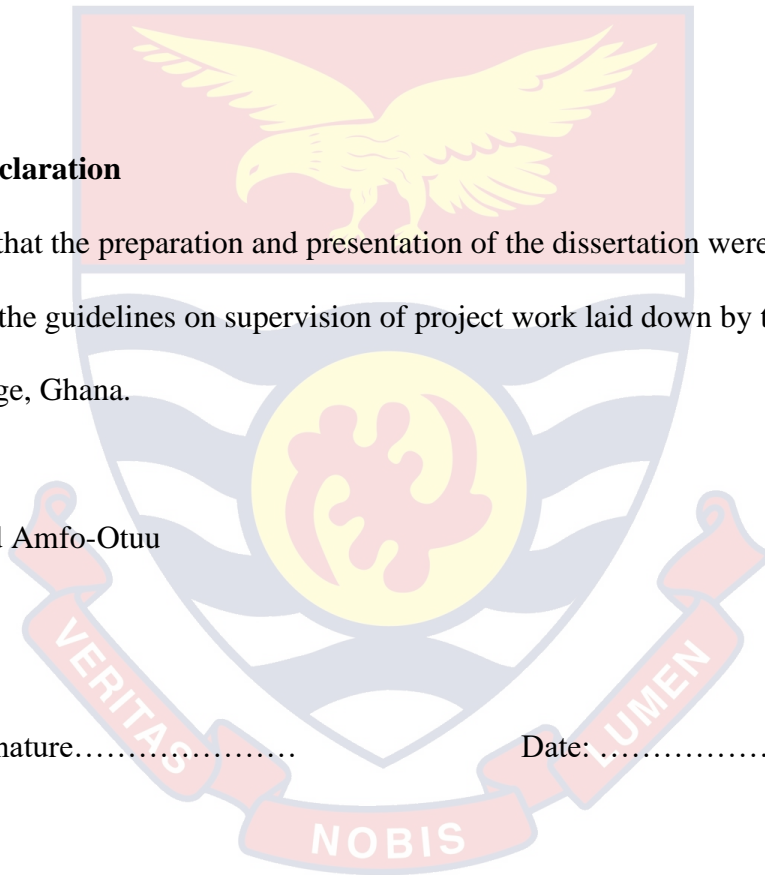 claration
that the preparation and presentation of the dissertation were
the guidelines on supervision of project work laid down by t
ge, Ghana.
l Amfo-Otuu
nature………………… Date: ………………
VERITAS
NOBIS
LUMEN